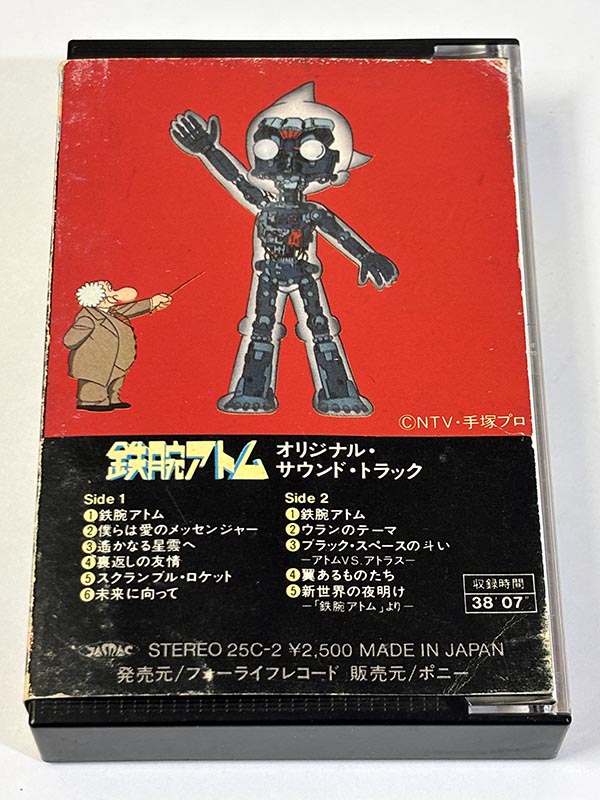 ©NTV・手塚プロ
鉄腕アトム オリジナル・
サウンド・トラック
Side 1
①鉄腕アトム
②僕らは愛のメッセンジャー
③遥かなる星雲へ
④裏返しの友情
⑤スクランブル・ロケット
⑥未来に向って
Side 2
①鉄腕アトム
②ウランのテーマ
③ブラック・スペースの斗い
—アトムVS.アトラス—
④翼あるものたち
⑤新世界の夜明け
—「鉄腕アトム」より—
収録時間
38′07″
JASRAC STEREO 25C-2 ¥2,500 MADE IN JAPAN
発売元/フォーライフレコード 販売元/ポニー